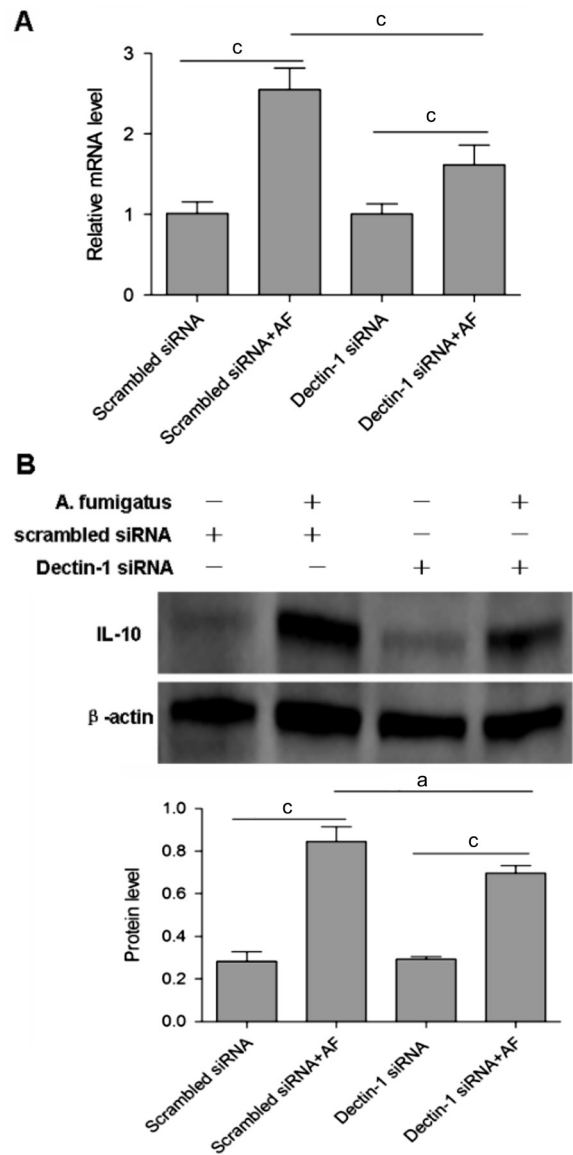 A
c
c
c
Relative mRNA level
3
2
1
0
Scrambled siRNA
Scrambled siRNA+AF
Dectin-1 siRNA
Dectin-1 siRNA+AF
B
A. fumigatus − + − +
scrambled siRNA + + − −
Dectin-1 siRNA − − + +
IL-10
β-actin
a
c
c
Protein level
1.0
0.8
0.6
0.4
0.2
0.0
Scrambled siRNA
Scrambled siRNA+AF
Dectin-1 siRNA
Dectin-1 siRNA+AF